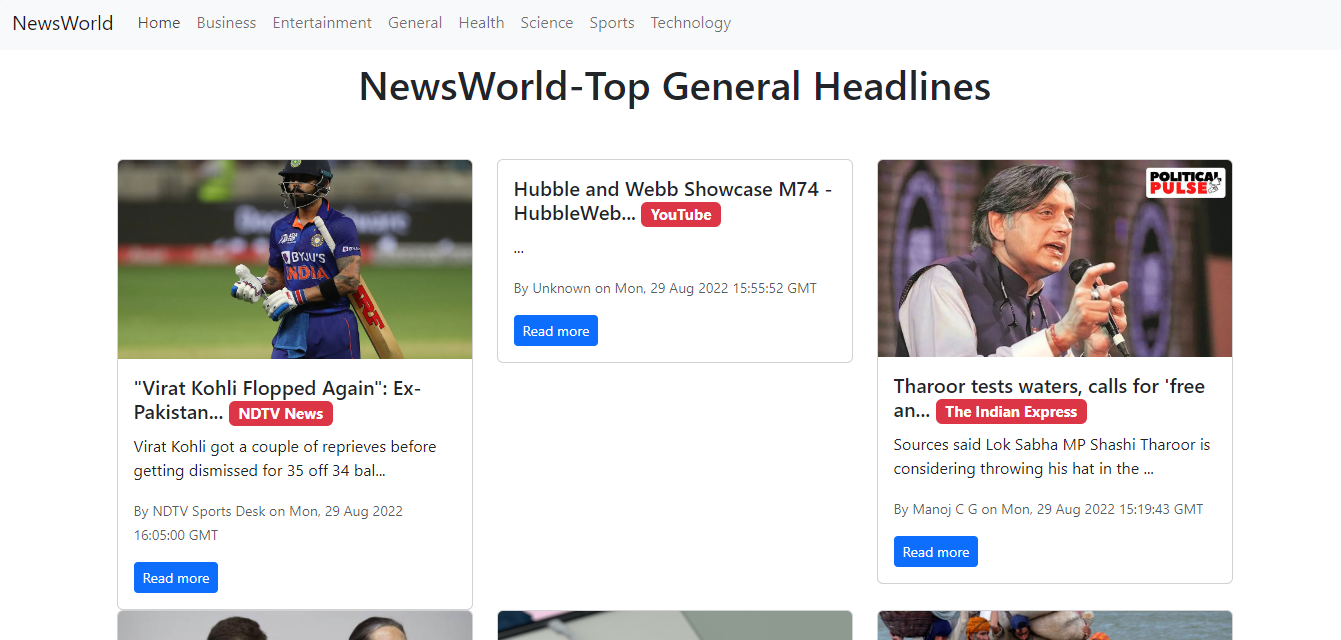 NewsWorld Home Business Entertainment General Health Science Sports Technology
NewsWorld-Top General Headlines
BYJU'S
INDIA
"Virat Kohli Flopped Again": Ex-
Pakistan... NDTV News
Virat Kohli got a couple of reprieves before
getting dismissed for 35 off 34 bal...
By NDTV Sports Desk on Mon, 29 Aug 2022
16:05:00 GMT
Read more
Hubble and Webb Showcase M74 -
HubbleWeb... YouTube
...
By Unknown on Mon, 29 Aug 2022 15:55:52 GMT
Read more
POLITICAL
PULSE
Tharoor tests waters, calls for 'free
an... The Indian Express
Sources said Lok Sabha MP Shashi Tharoor is
considering throwing his hat in the ...
By Manoj C G on Mon, 29 Aug 2022 15:19:43 GMT
Read more